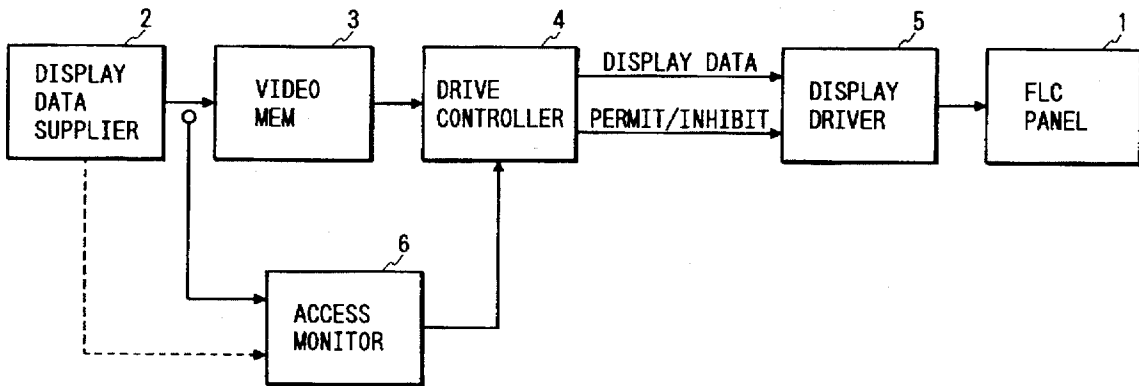 2
DISPLAY
DATA
SUPPLIER
3
VIDEO
MEM
4
DRIVE
CONTROLLER
DISPLAY DATA
PERMIT/INHIBIT
5
DISPLAY
DRIVER
1
FLC
PANEL
6
ACCESS
MONITOR